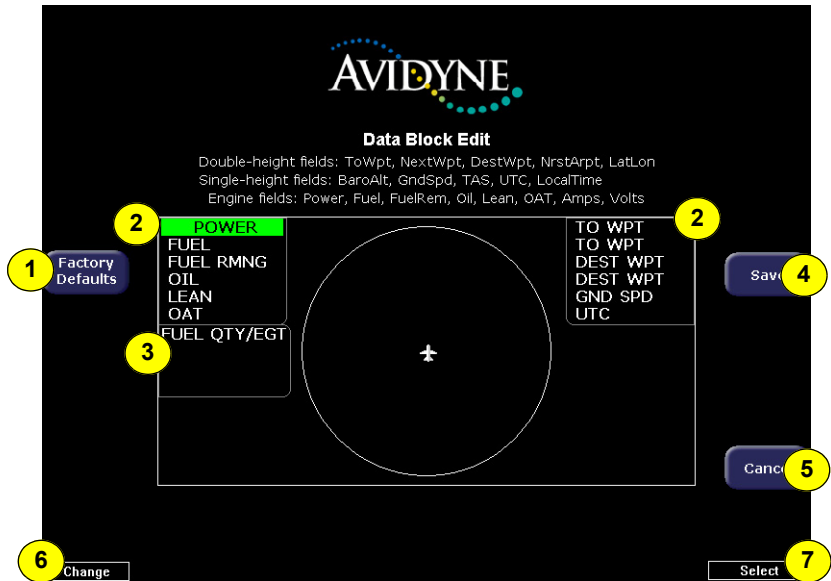 AVIDYNE
Data Block Edit
Double-height fields: ToWpt, NextWpt, DestWpt, NrstArpt, LatLon
Single-height fields: BaroAlt, GndSpd, TAS, UTC, LocalTime
Engine fields: Power, Fuel, FuelRem, Oil, Lean, OAT, Amps, Volts
2
POWER
FUEL
FUEL RMNG
OIL
LEAN
OAT
2
TO WPT
TO WPT
DEST WPT
DEST WPT
GND SPD
UTC
1
Factory
Defaults
Save
4
3
FUEL QTY/EGT
Cance
5
6
Change
Select
7